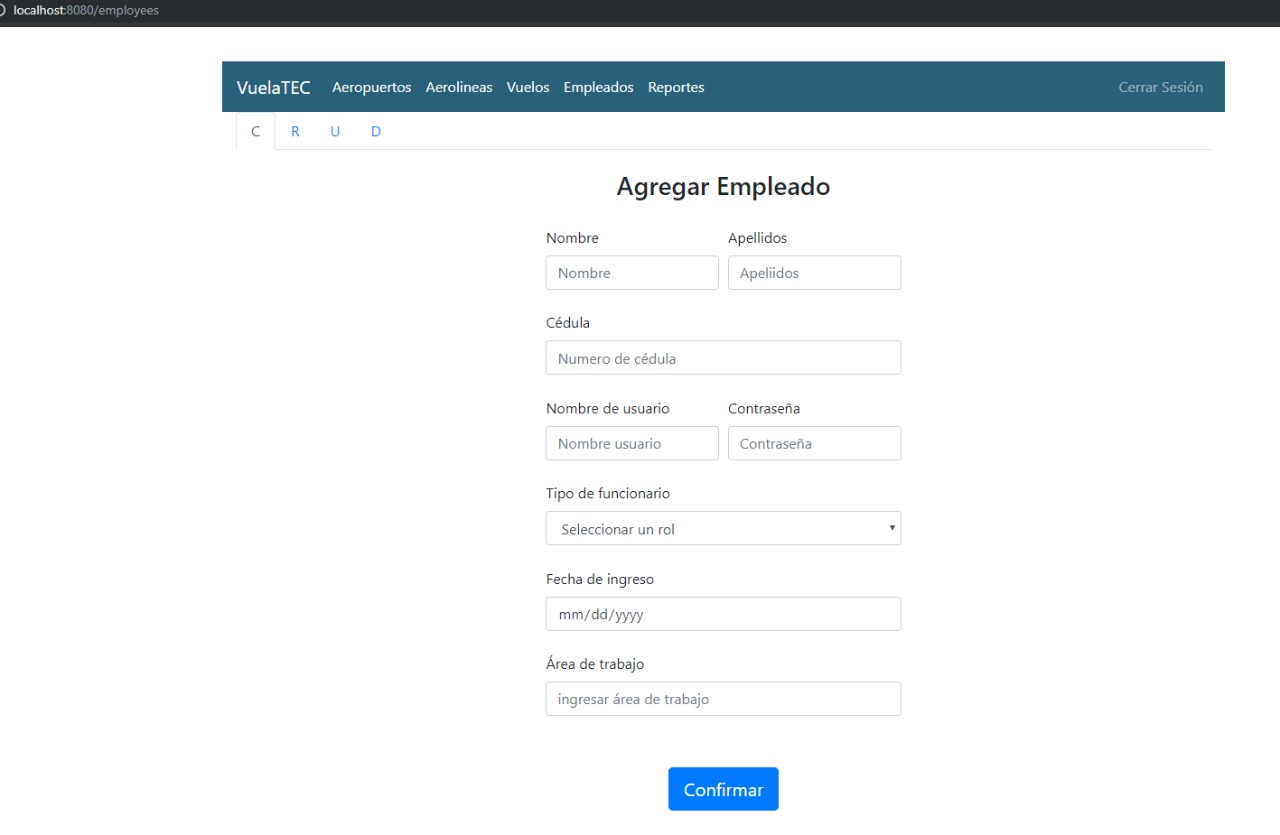 localhost:8080/employees
VuelaTEC Aeropuertos Aerolineas Vuelos Empleados Reportes Cerrar Sesión
C R U D
Agregar Empleado
Nombre Apellidos
Nombre Apeliidos
Cédula
Numero de cédula
Nombre de usuario Contraseña
Nombre usuario Contraseña
Tipo de funcionario
Seleccionar un rol
Fecha de ingreso
mm/dd/yyyy
Área de trabajo
ingresar área de trabajo
Confirmar